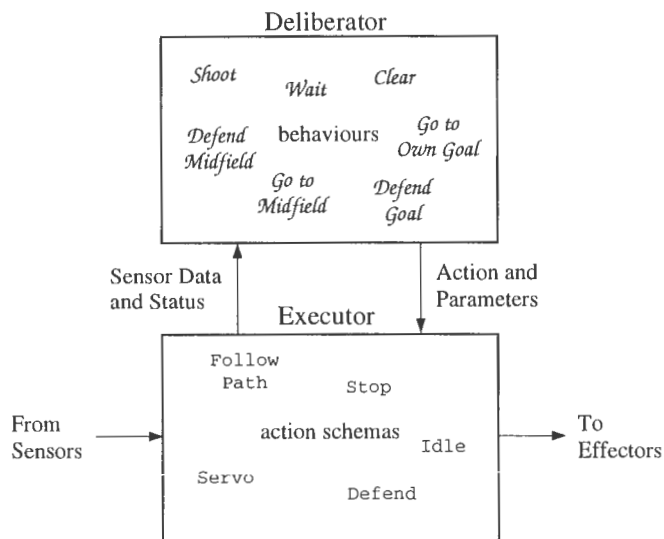 Deliberator
Shoot
Wait
Clear
Defend
Midfield
behaviours
Go to
Own Goal
Go to
Midfield
Defend
Goal
Sensor Data
and Status
Action and
Parameters
Executor
Follow
Path
Stop
From
Sensors
action schemas
Idle
To
Effectors
Servo
Defend